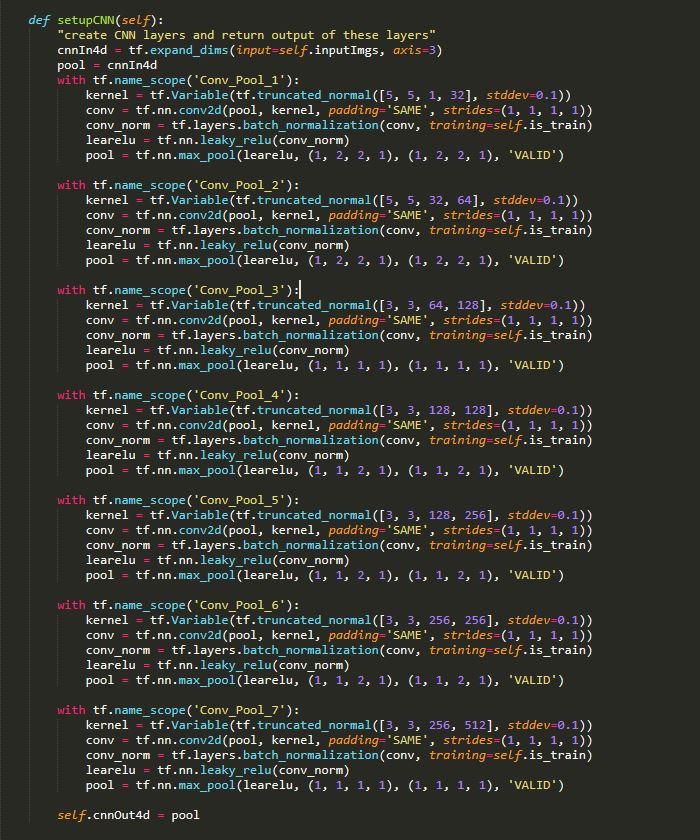 def setupCNN(self):
    "create CNN layers and return output of these layers"
    cnnIn4d = tf.expand_dims(input=self.inputImgs, axis=3)
    pool = cnnIn4d
    with tf.name_scope('Conv_Pool_1'):
        kernel = tf.Variable(tf.truncated_normal([5, 5, 1, 32], stddev=0.1))
        conv = tf.nn.conv2d(pool, kernel, padding='SAME', strides=(1, 1, 1, 1))
        conv_norm = tf.layers.batch_normalization(conv, training=self.is_train)
        learelu = tf.nn.leaky_relu(conv_norm)
        pool = tf.nn.max_pool(learelu, (1, 2, 2, 1), (1, 2, 2, 1), 'VALID')

    with tf.name_scope('Conv_Pool_2'):
        kernel = tf.Variable(tf.truncated_normal([5, 5, 32, 64], stddev=0.1))
        conv = tf.nn.conv2d(pool, kernel, padding='SAME', strides=(1, 1, 1, 1))
        conv_norm = tf.layers.batch_normalization(conv, training=self.is_train)
        learelu = tf.nn.leaky_relu(conv_norm)
        pool = tf.nn.max_pool(learelu, (1, 2, 2, 1), (1, 2, 2, 1), 'VALID')

    with tf.name_scope('Conv_Pool_3'):
        kernel = tf.Variable(tf.truncated_normal([3, 3, 64, 128], stddev=0.1))
        conv = tf.nn.conv2d(pool, kernel, padding='SAME', strides=(1, 1, 1, 1))
        conv_norm = tf.layers.batch_normalization(conv, training=self.is_train)
        learelu = tf.nn.leaky_relu(conv_norm)
        pool = tf.nn.max_pool(learelu, (1, 1, 1, 1), (1, 1, 1, 1), 'VALID')

    with tf.name_scope('Conv_Pool_4'):
        kernel = tf.Variable(tf.truncated_normal([3, 3, 128, 128], stddev=0.1))
        conv = tf.nn.conv2d(pool, kernel, padding='SAME', strides=(1, 1, 1, 1))
        conv_norm = tf.layers.batch_normalization(conv, training=self.is_train)
        learelu = tf.nn.leaky_relu(conv_norm)
        pool = tf.nn.max_pool(learelu, (1, 1, 2, 1), (1, 1, 2, 1), 'VALID')

    with tf.name_scope('Conv_Pool_5'):
        kernel = tf.Variable(tf.truncated_normal([3, 3, 128, 256], stddev=0.1))
        conv = tf.nn.conv2d(pool, kernel, padding='SAME', strides=(1, 1, 1, 1))
        conv_norm = tf.layers.batch_normalization(conv, training=self.is_train)
        learelu = tf.nn.leaky_relu(conv_norm)
        pool = tf.nn.max_pool(learelu, (1, 1, 2, 1), (1, 1, 2, 1), 'VALID')

    with tf.name_scope('Conv_Pool_6'):
        kernel = tf.Variable(tf.truncated_normal([3, 3, 256, 256], stddev=0.1))
        conv = tf.nn.conv2d(pool, kernel, padding='SAME', strides=(1, 1, 1, 1))
        conv_norm = tf.layers.batch_normalization(conv, training=self.is_train)
        learelu = tf.nn.leaky_relu(conv_norm)
        pool = tf.nn.max_pool(learelu, (1, 1, 2, 1), (1, 1, 2, 1), 'VALID')

    with tf.name_scope('Conv_Pool_7'):
        kernel = tf.Variable(tf.truncated_normal([3, 3, 256, 512], stddev=0.1))
        conv = tf.nn.conv2d(pool, kernel, padding='SAME', strides=(1, 1, 1, 1))
        conv_norm = tf.layers.batch_normalization(conv, training=self.is_train)
        learelu = tf.nn.leaky_relu(conv_norm)
        pool = tf.nn.max_pool(learelu, (1, 1, 1, 1), (1, 1, 1, 1), 'VALID')

    self.cnnOut4d = pool